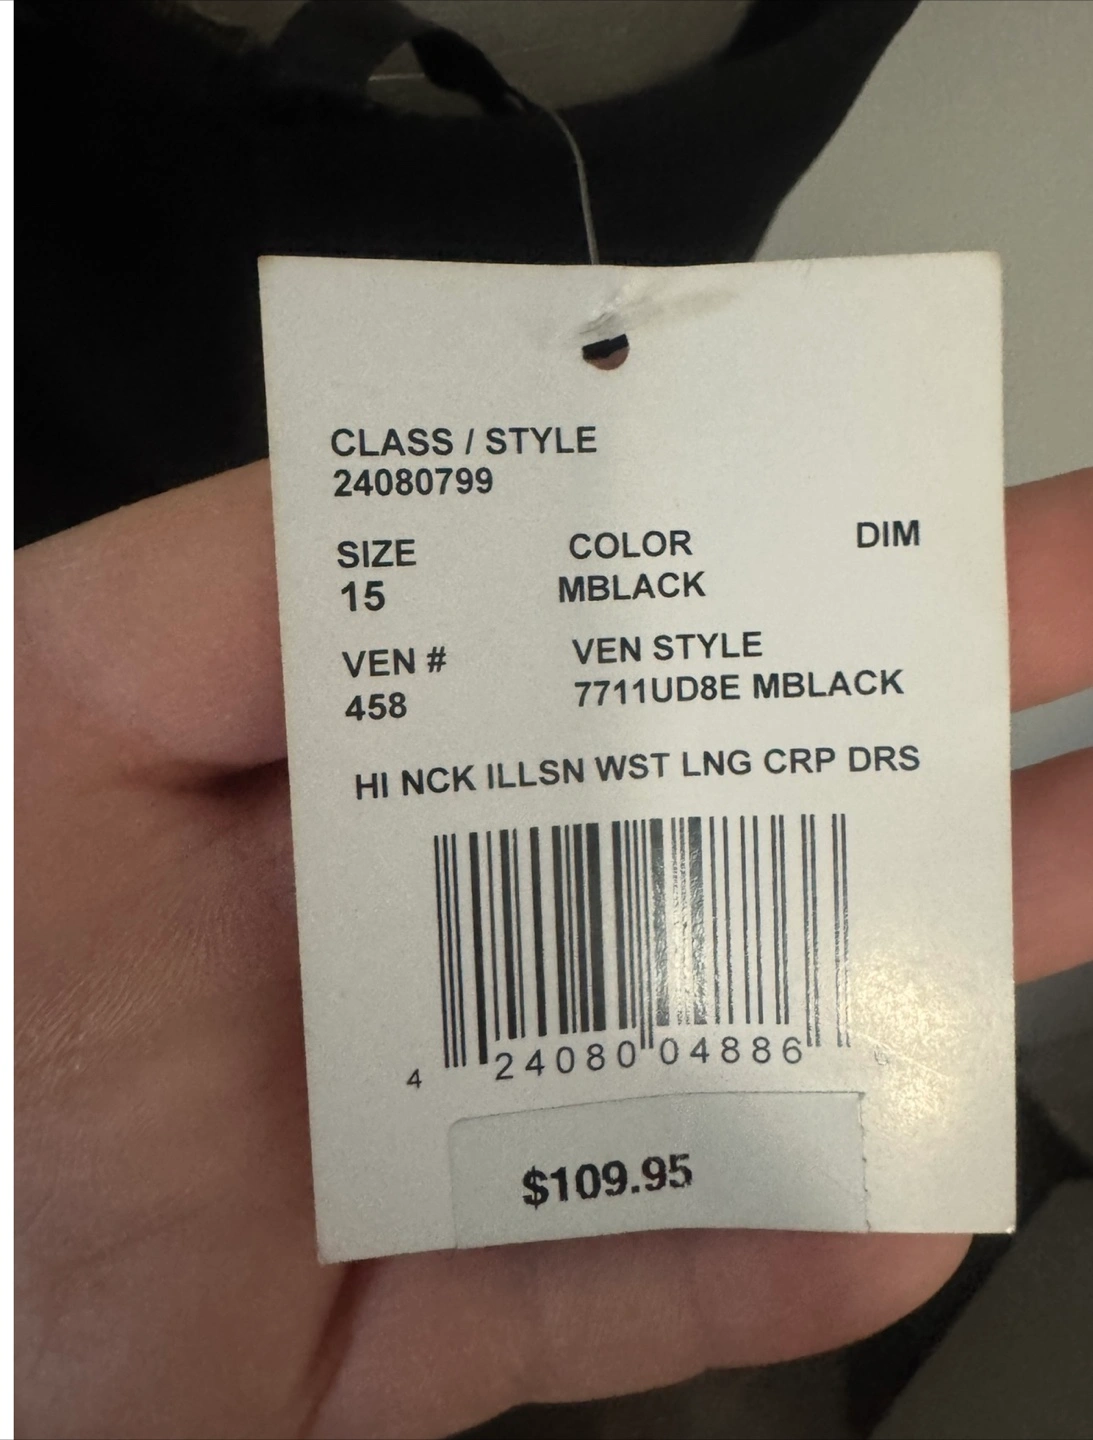 CLASS / STYLE
24080799
SIZE COLOR DIM
15 MBLACK
VEN # VEN STYLE
458 7711UD8E MBLACK
HI NCK ILLSN WST LNG CRP DRS
4 24080 04886
$109.95